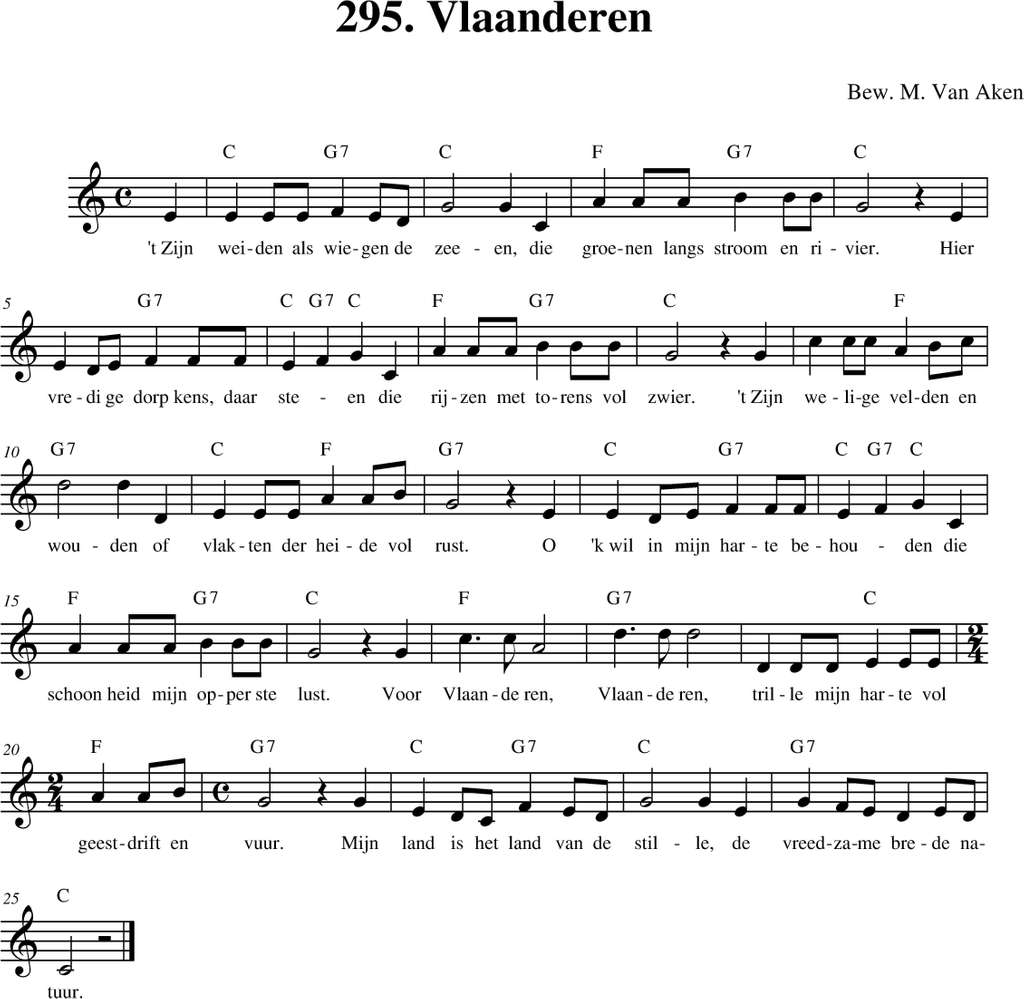 295. Vlaanderen
Bew. M. Van Aken
C G7 C F G7 C
't Zijn wei-den als wie-gen de zee - en, die groe-nen langs stroom en ri - vier. Hier
5 G7 C G7 C F G7 C F
vre-di ge dorp kens, daar ste - en die rij-zen met to-rens vol zwier. 't Zijn we-li-ge vel-den en
10 G7 C F G7 C G7 C G7 C
wou - den of vlak-ten der hei-de vol rust. O 'k wil in mijn har-te be-hou - den die
15 F G7 C F G7 C
schoon heid mijn op-per ste lust. Voor Vlaan-de ren, Vlaan-de ren, tril-le mijn har-te vol
2
4
20 F G7 C G7 C G7
2
4
geest-drift en vuur. Mijn land is het land van de stil - le, de vreed-za-me bre-de na-
25 C
tuur.